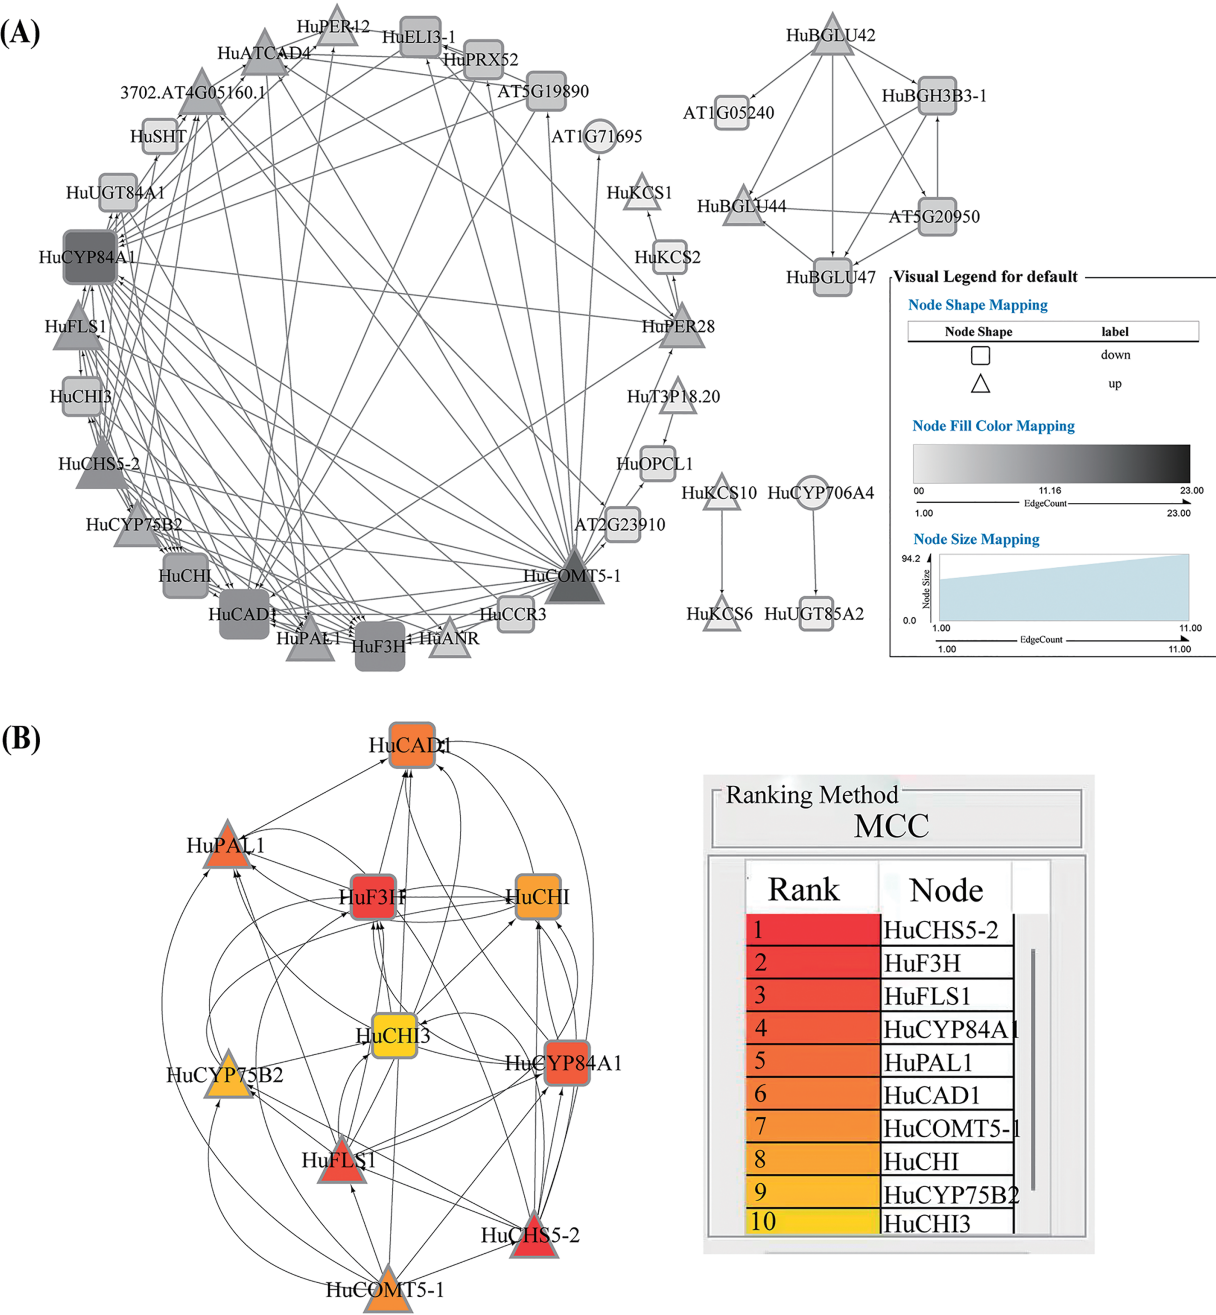 (A)
HuPER12
HuELI3-1
HuATCAD4
HuPRX52
3702.AT4G05160.1
AT5G19890
HuSHT
AT1G71695
HuUGT84A1
HuKCS1
HuCYP84A1
HuKCS2
HuFLS1
HuPER28
HuCHI3
HuT3P18.20
HuCHS5-2
HuOPCL1
HuCYP75B2
AT2G23910
HuCHI
HuCOMT5-1
HuCAD1
HuCCR3
HuPAL1
HuF3H
HuANR
HuBGLU42
HuBGH3B3-1
AT1G05240
HuBGLU44
AT5G20950
HuBGLU47
HuKCS10
HuCYP706A4
HuKCS6
HuUGT85A2
Visual Legend for default
Node Shape Mapping
Node Shape label
down
up
Node Fill Color Mapping
00 11.16 23.00
EdgeCount
1.00 23.00
Node Size Mapping
94.2
Node Size
0.0
1.00 11.00
EdgeCount
1.00 11.00
(B)
HuCAD1
HuPAL1
HuF3H
HuCHI
HuCHI3
HuCYP84A1
HuCYP75B2
HuFLS1
HuCHS5-2
HuCOMT5-1
Ranking Method
MCC
Rank Node
1 HuCHS5-2
2 HuF3H
3 HuFLS1
4 HuCYP84A1
5 HuPAL1
6 HuCAD1
7 HuCOMT5-1
8 HuCHI
9 HuCYP75B2
10 HuCHI3